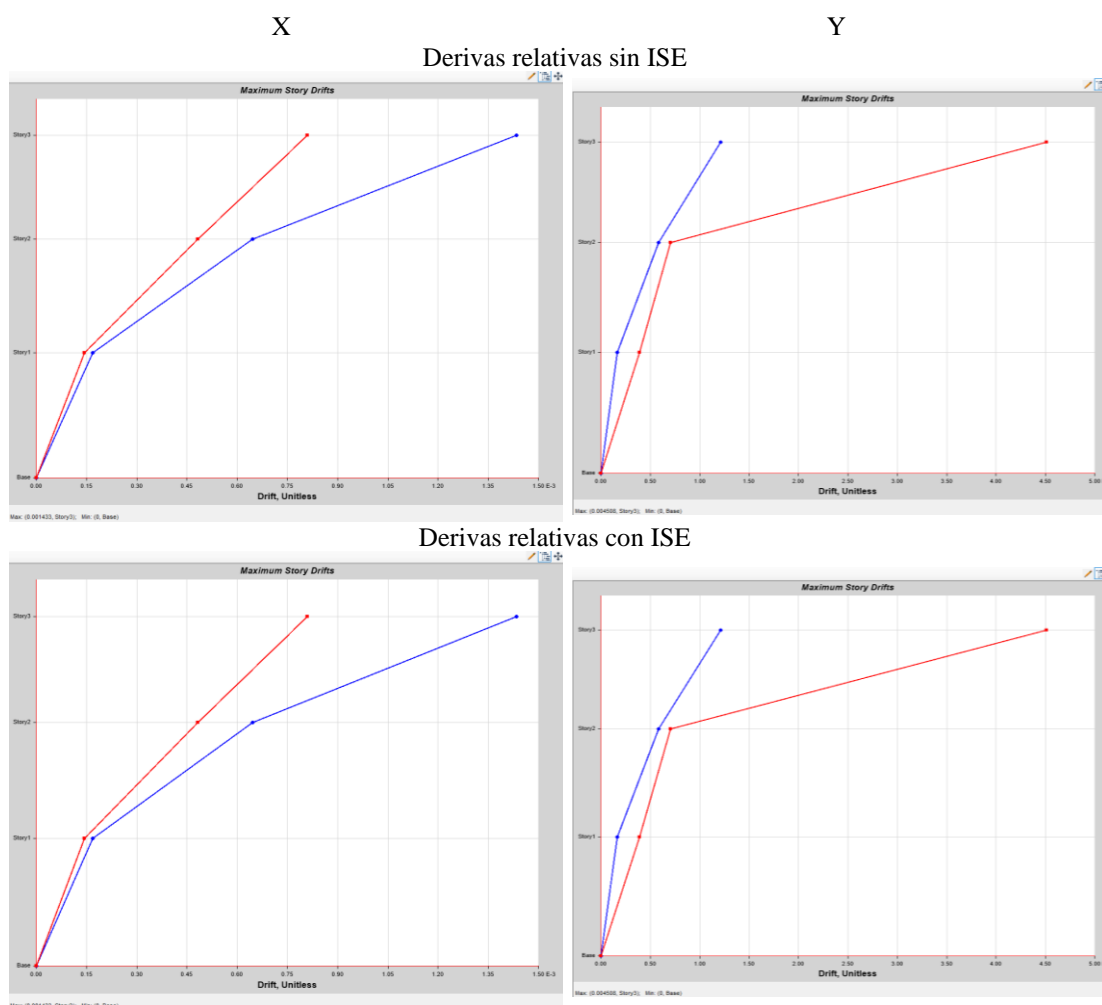 X Y
Derivas relativas sin ISE
Maximum Story Drifts
Story3
Story2
Story1
Base
0.00 0.15 0.30 0.45 0.60 0.75 0.90 1.05 1.20 1.35 1.50 E-3
Drift, Unitless
Max: (0.001433, Story3); Min: (0, Base)
Maximum Story Drifts
Story3
Story2
Story1
Base
0.00 0.50 1.00 1.50 2.00 2.50 3.00 3.50 4.00 4.50 5.00
Drift, Unitless
Max: (0.004508, Story3); Min: (0, Base)
Derivas relativas con ISE
Maximum Story Drifts
Story3
Story2
Story1
Base
0.00 0.15 0.30 0.45 0.60 0.75 0.90 1.05 1.20 1.35 1.50 E-3
Drift, Unitless
Maximum Story Drifts
Story3
Story2
Story1
Base
0.00 0.50 1.00 1.50 2.00 2.50 3.00 3.50 4.00 4.50 5.00
Drift, Unitless
Max: (0.004508, Story3); Min: (0, Base)